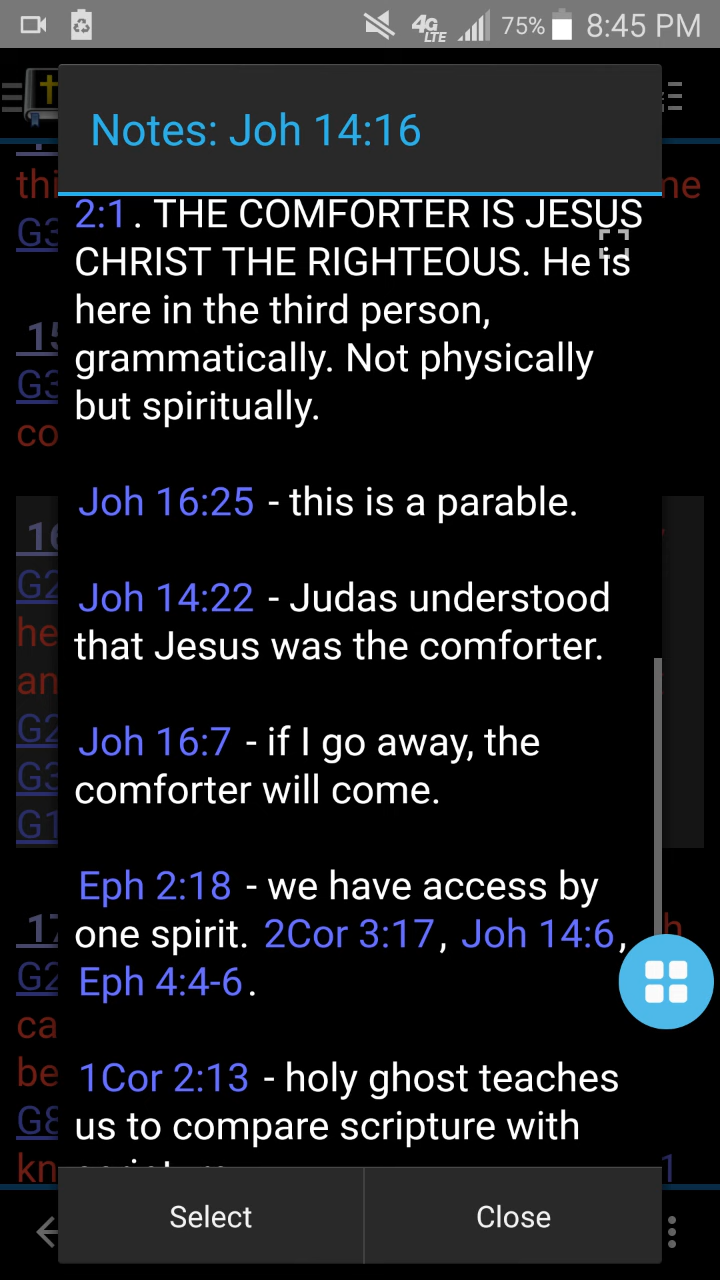 4G LTE 75% 8:45 PM
Notes: Joh 14:16
2:1. THE COMFORTER IS JESUS
CHRIST THE RIGHTEOUS. He is
here in the third person,
grammatically. Not physically
but spiritually.
Joh 16:25 - this is a parable.
Joh 14:22 - Judas understood
that Jesus was the comforter.
Joh 16:7 - if I go away, the
comforter will come.
Eph 2:18 - we have access by
one spirit. 2Cor 3:17, Joh 14:6,
Eph 4:4-6.
1Cor 2:13 - holy ghost teaches
us to compare scripture with
Select Close